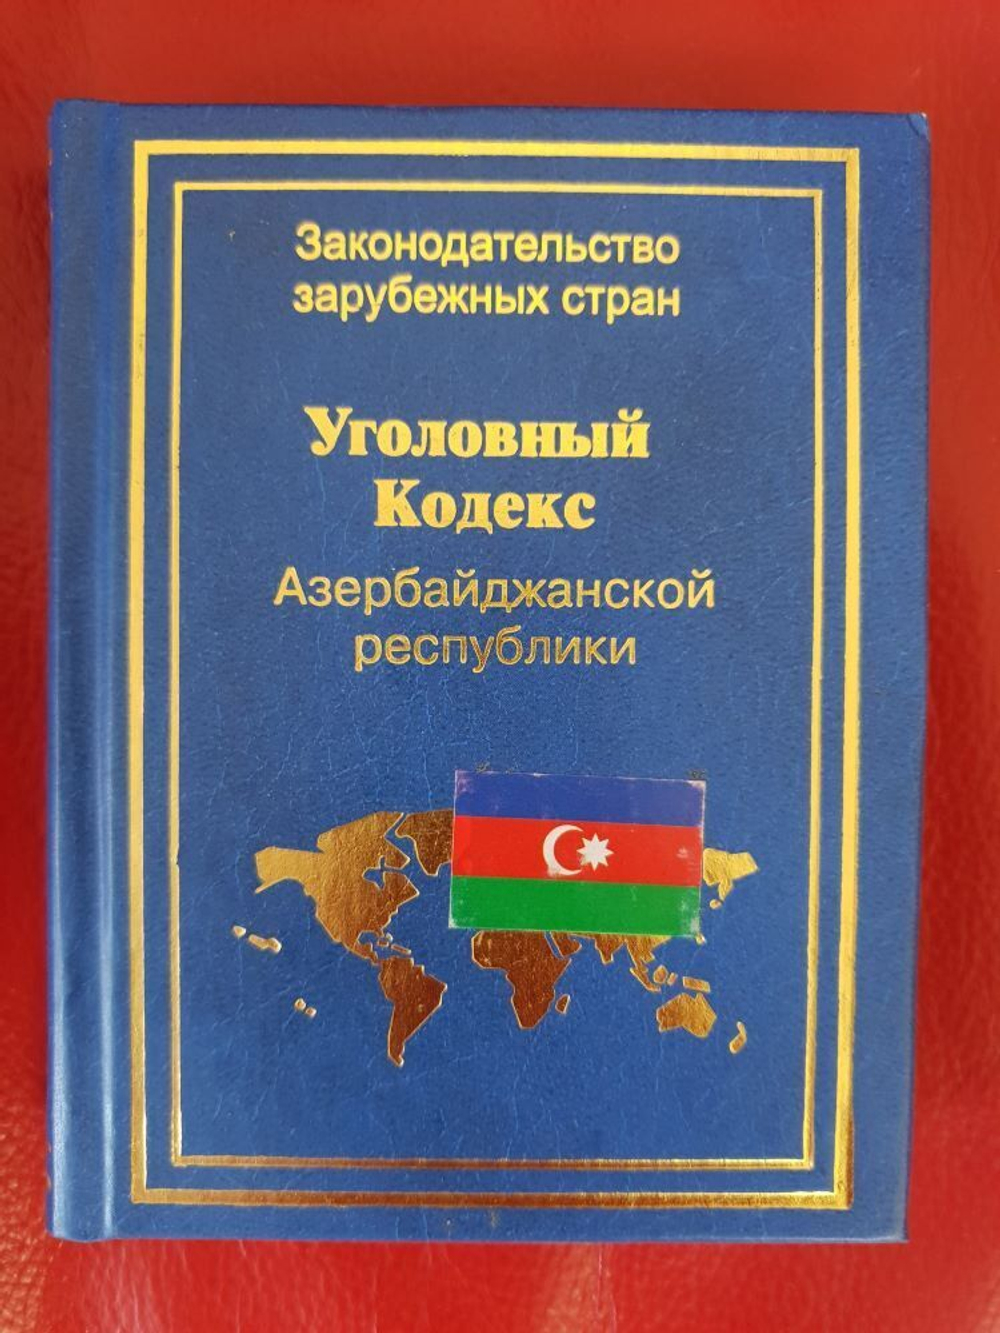 Законодательство
зарубежных стран
Уголовный
Кодекс
Азербайджанской
республики